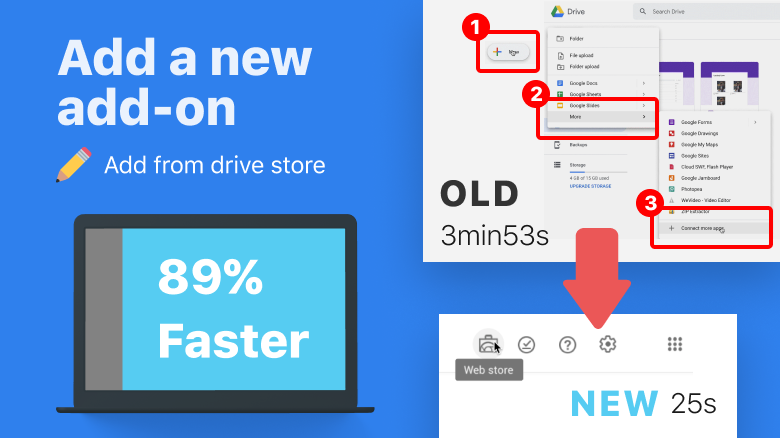 Add a new
add-on
Add from drive store
89%
Faster
1
New
Drive
Search Drive
Folder
File upload
Folder upload
Google Docs
Google Sheets
2
Google Slides
More
Backups
Storage
4 GB of 15 GB used
UPGRADE STORAGE
Google Forms
Google Drawings
Google My Maps
Google Sites
Cloud SWF, Flash Player
Google Jamboard
Photopea
WeVideo - Video Editor
3
ZIP Extractor
Connect more apps
OLD
3min53s
Web store
NEW 25s